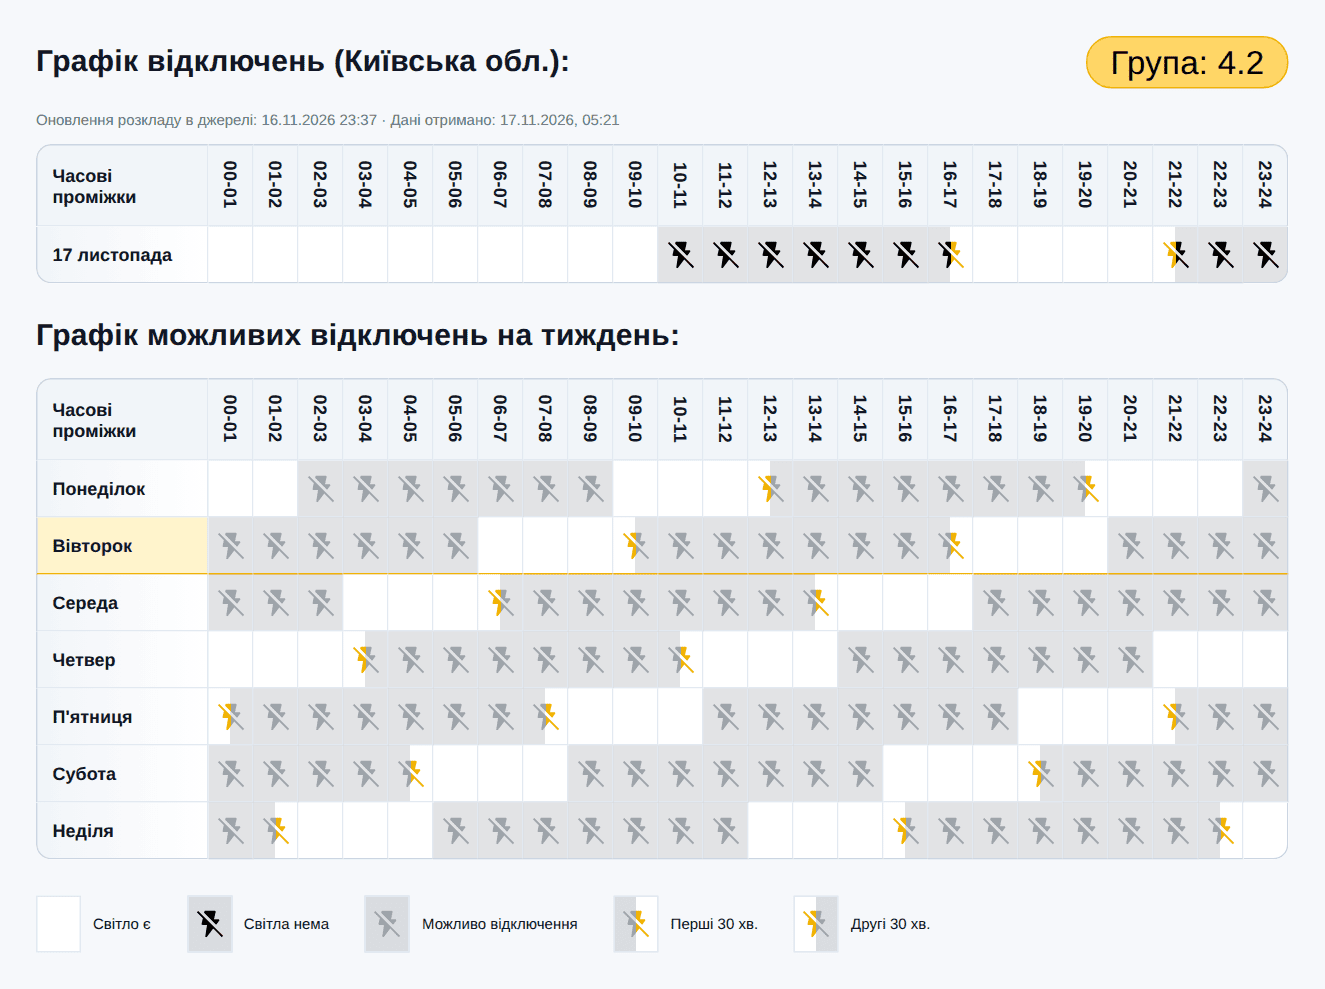 Графік відключень (Київська обл.):
Група: 4.2
Оновлення розкладу в джерелі: 16.11.2026 23:37 · Дані отримано: 17.11.2026, 05:21
Часові проміжки 00-01 01-02 02-03 03-04 04-05 05-06 06-07 07-08 08-09 09-10 10-11 11-12 12-13 13-14 14-15 15-16 16-17 17-18 18-19 19-20 20-21 21-22 22-23 23-24
17 листопада
Графік можливих відключень на тиждень:
Часові проміжки 00-01 01-02 02-03 03-04 04-05 05-06 06-07 07-08 08-09 09-10 10-11 11-12 12-13 13-14 14-15 15-16 16-17 17-18 18-19 19-20 20-21 21-22 22-23 23-24
Понеділок
Вівторок
Середа
Четвер
П'ятниця
Субота
Неділя
Світло є Світла нема Можливо відключення Перші 30 хв. Другі 30 хв.